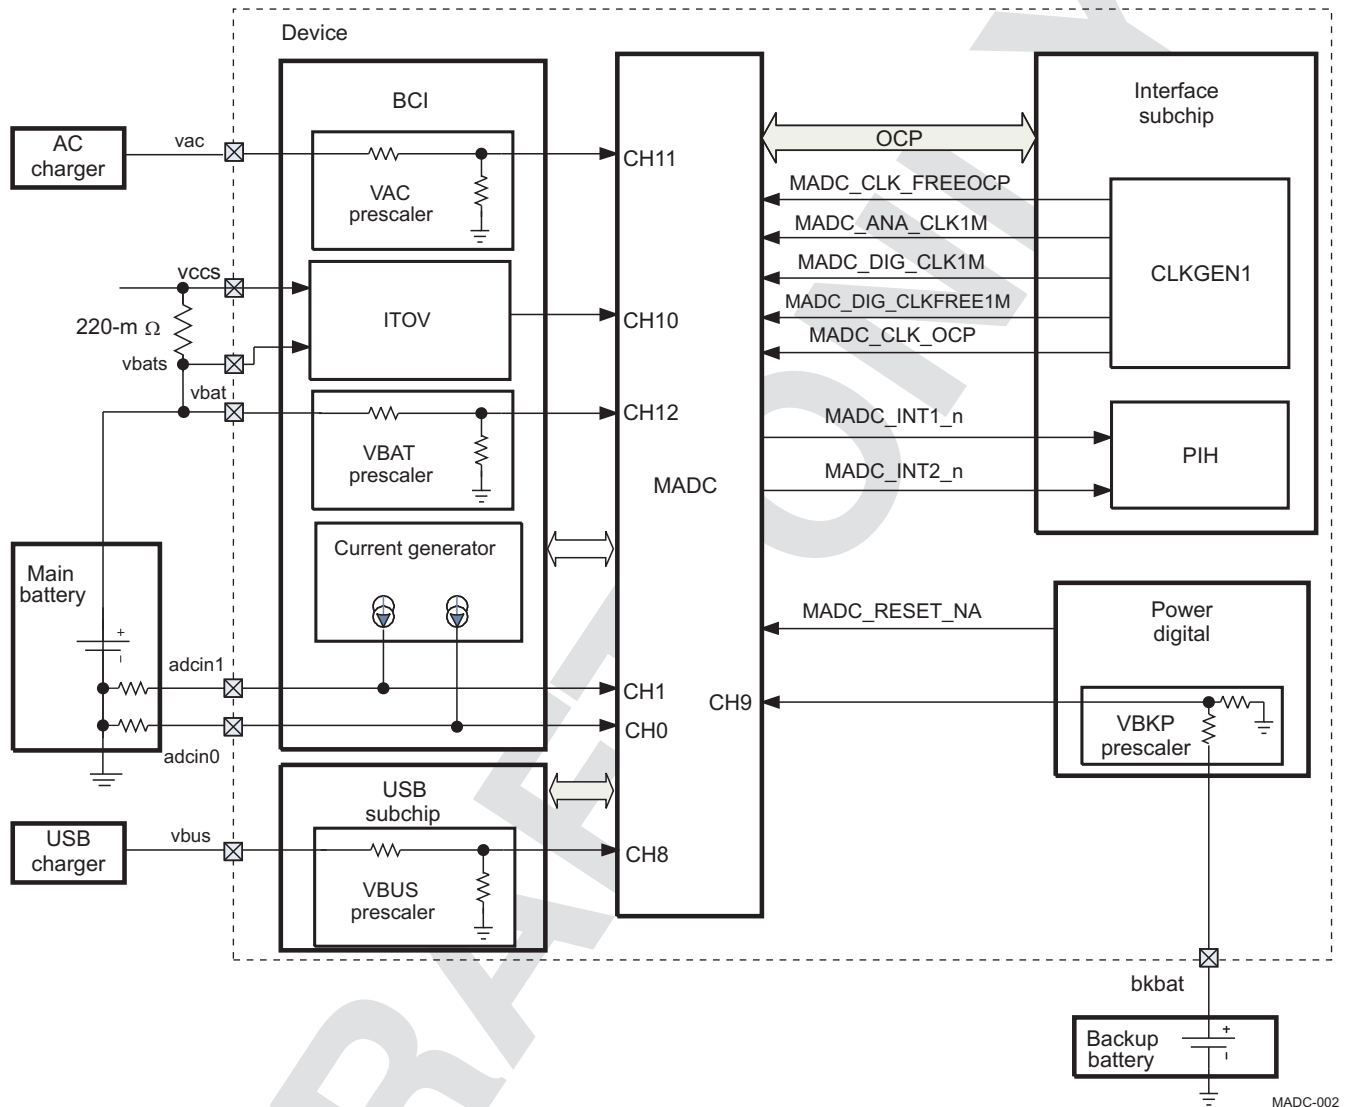 Device
BCI
Interface
subchip
AC
charger
vac
VAC
prescaler
CH11
OCP
MADC_CLK_FREEOCP
MADC_ANA_CLK1M
MADC_DIG_CLK1M
MADC_DIG_CLKFREE1M
MADC_CLK_OCP
CLKGEN1
vccs
220-m Ω
vbats
vbat
ITOV
CH10
VBAT
prescaler
CH12
MADC
MADC_INT1_n
MADC_INT2_n
PIH
Current generator
Main
battery
+
-
adcin1
adcin0
CH1
CH0
MADC_RESET_NA
Power
digital
CH9
VBKP
prescaler
USB
subchip
USB
charger
vbus
VBUS
prescaler
CH8
bkbat
Backup
battery
+
-
MADC-002
DRAFT ONLY